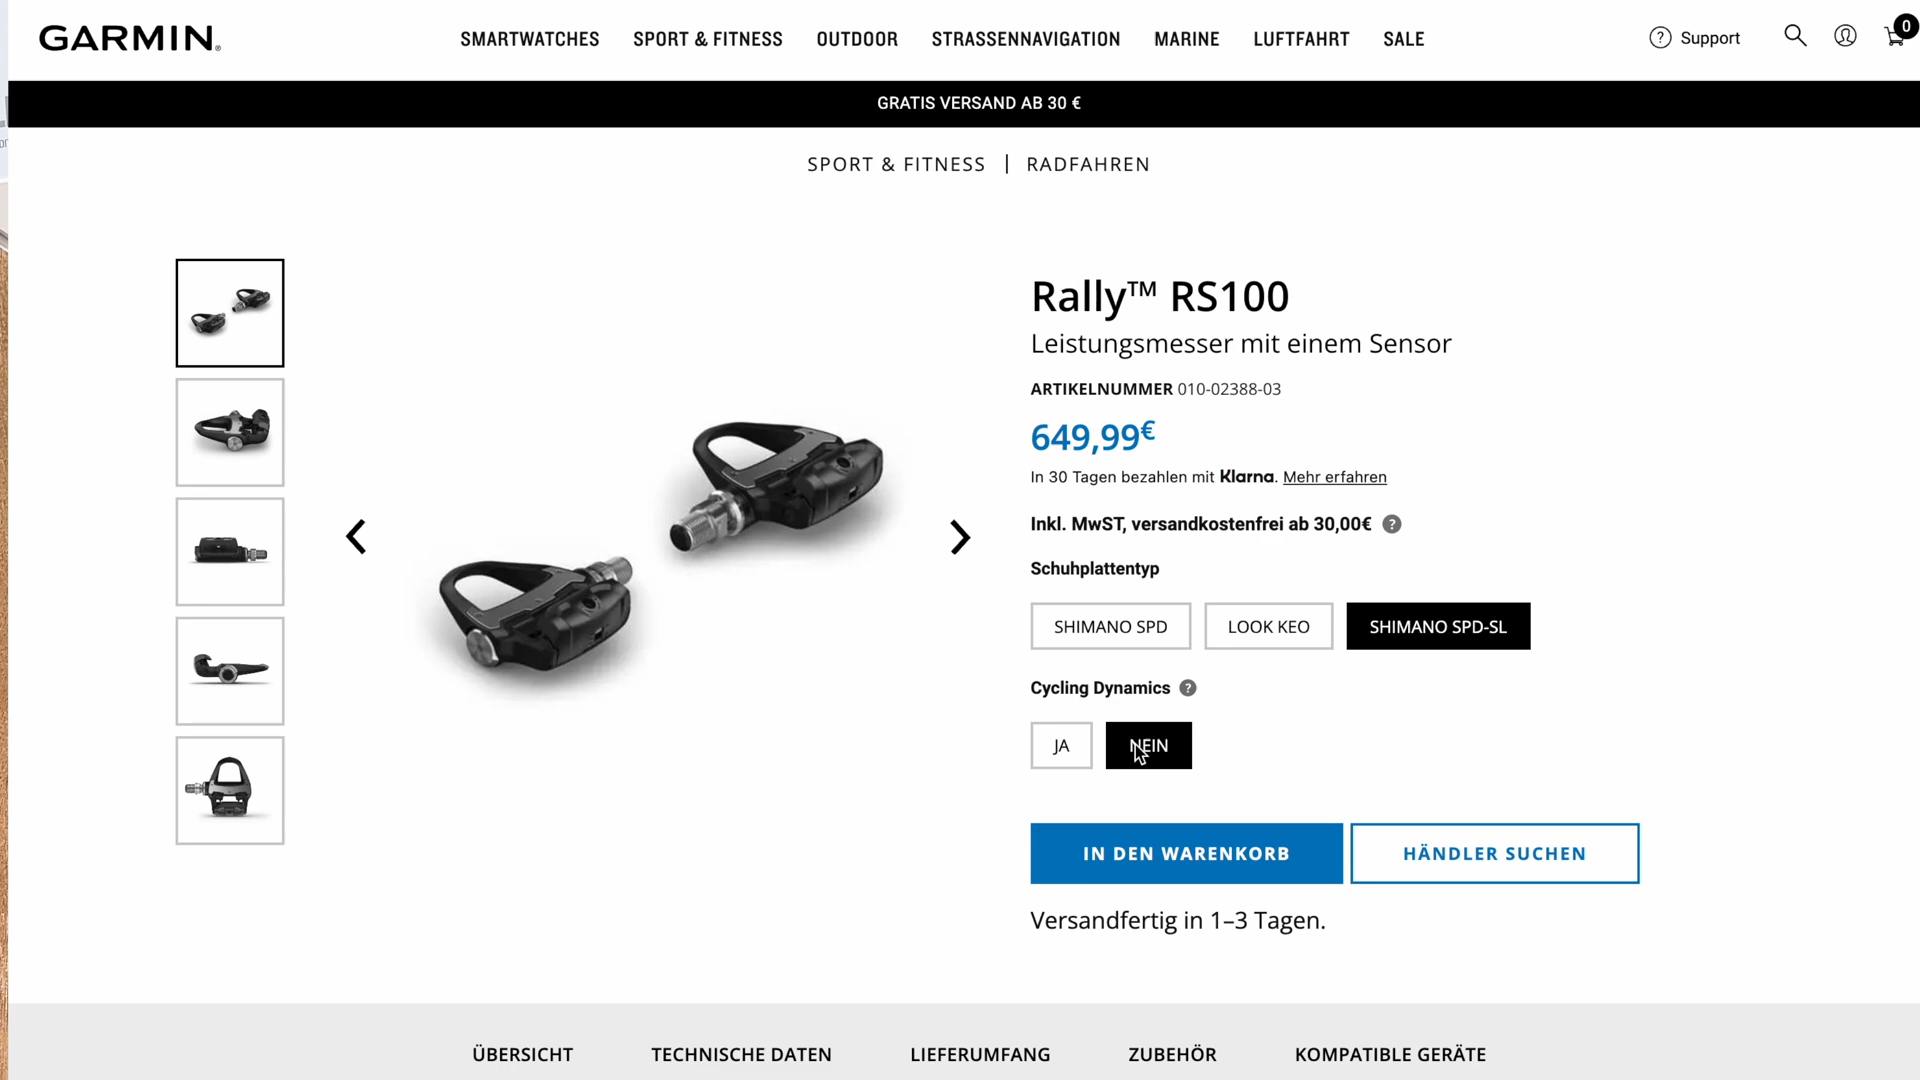 GARMIN
SMARTWATCHES SPORT & FITNESS OUTDOOR STRASSENNAVIGATION MARINE LUFTFAHRT SALE
? Support
0
GRATIS VERSAND AB 30 €
SPORT & FITNESS | RADFAHREN
Rally™ RS100
Leistungsmesser mit einem Sensor
ARTIKELNUMMER 010-02388-03
649,99€
In 30 Tagen bezahlen mit Klarna. Mehr erfahren
Inkl. MwST, versandkostenfrei ab 30,00€ ?
Schuhplattentyp
SHIMANO SPD LOOK KEO SHIMANO SPD-SL
Cycling Dynamics ?
JA NEIN
IN DEN WARENKORB HÄNDLER SUCHEN
Versandfertig in 1–3 Tagen.
ÜBERSICHT TECHNISCHE DATEN LIEFERUMFANG ZUBEHÖR KOMPATIBLE GERÄTE